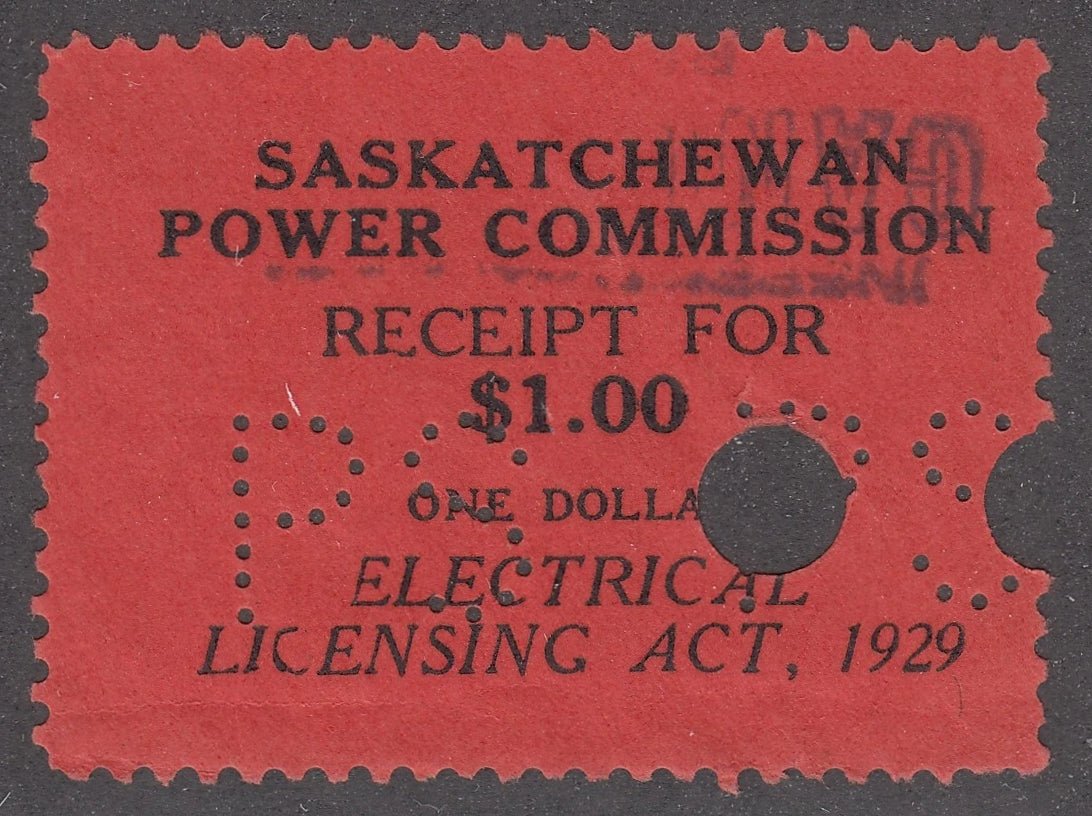 SASKATCHEWAN
POWER COMMISSION
RECEIPT FOR
$1.00
ONE DOLLA
ELECTRICAL
LICENSING ACT, 1929